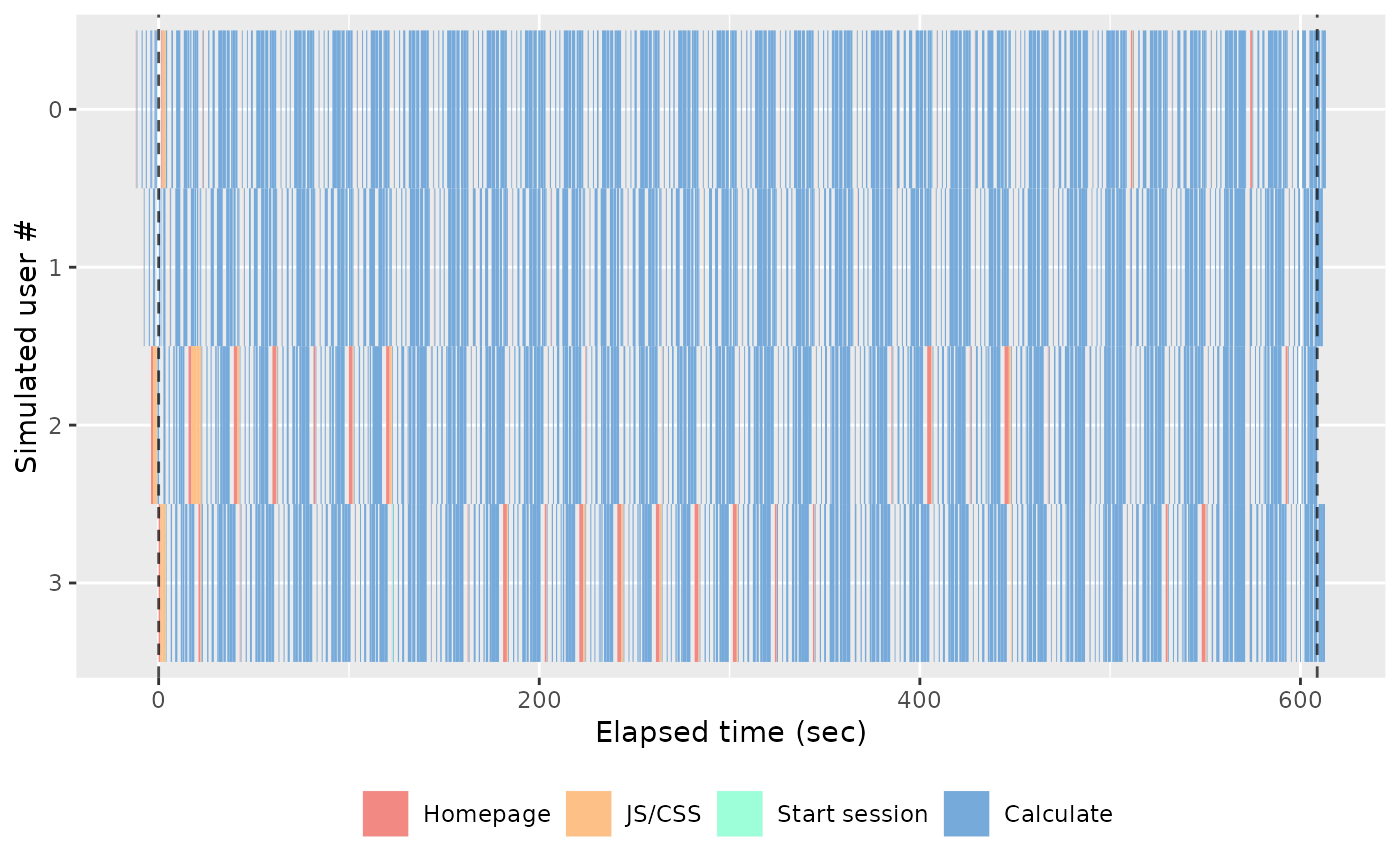 Simulated user #
0
1
2
3
0 200 400 600
Elapsed time (sec)
Homepage JS/CSS Start session Calculate